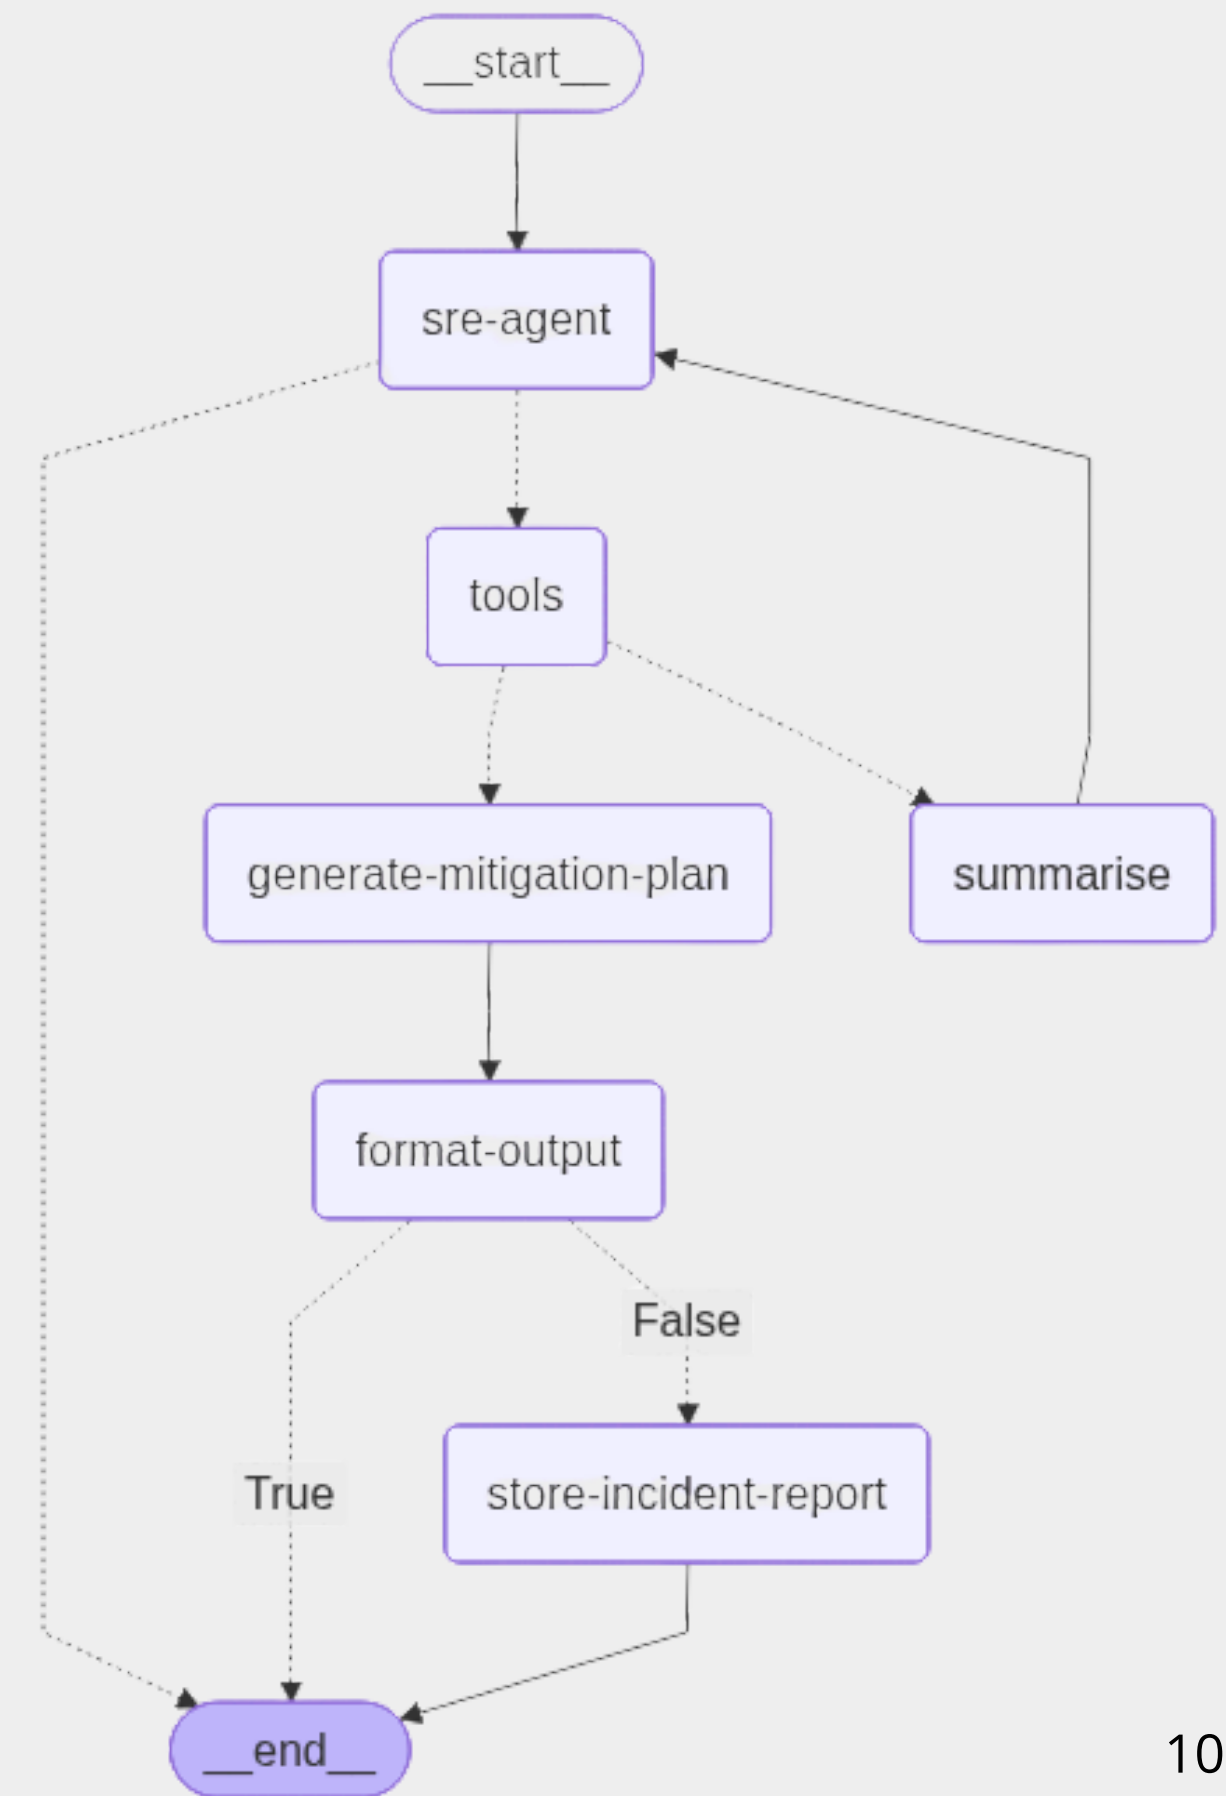 __start__
sre-agent
tools
generate-mitigation-plan
summarise
format-output
False
True
store-incident-report
__end__
10